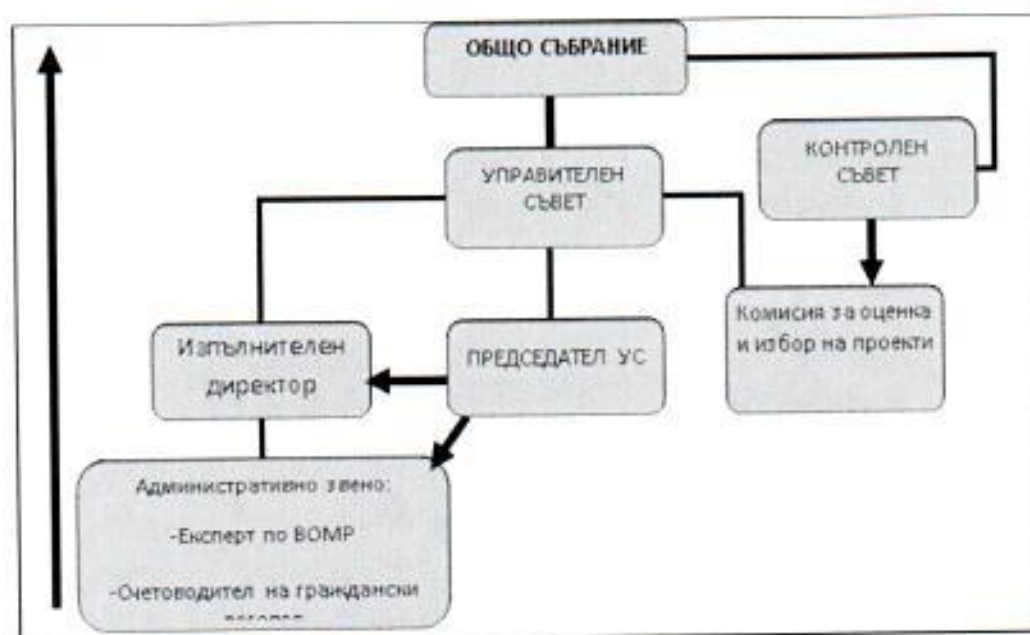 ОБЩО СЪБРАНИЕ
КОНТРОЛЕН
СЪВЕТ
УПРАВИТЕЛЕН
СЪВЕТ
Комисия за оценка
и избор на проекти
Изпълнителен
директор
ПРЕДСЕДАТЕЛ УС
Административно звено:
-Експерт по ВОМР
-Счетоводител на граждански